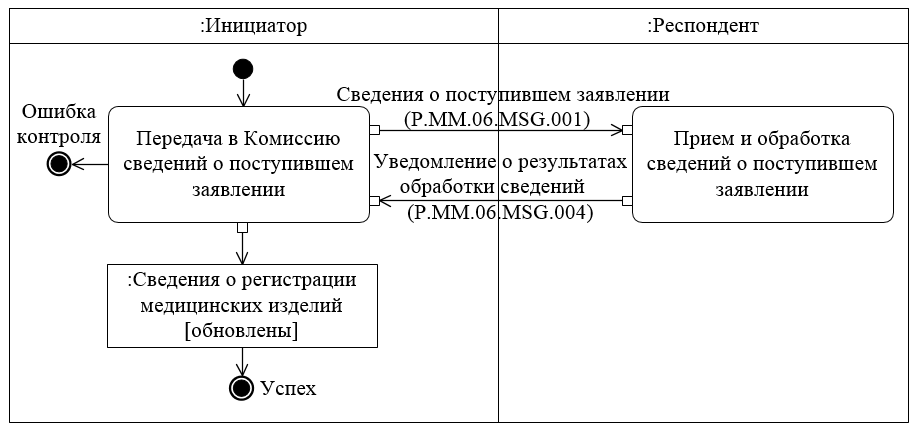 :Инициатор
:Респондент
Ошибка
контроля
Передача в Комиссию
сведений о поступившем
заявлении
Сведения о поступившем заявлении
(P.MM.06.MSG.001)
Уведомление о результатах
обработки сведений
(P.MM.06.MSG.004)
Прием и обработка
сведений о поступившем
заявлении
:Сведения о регистрации
медицинских изделий
[обновлены]
Успех